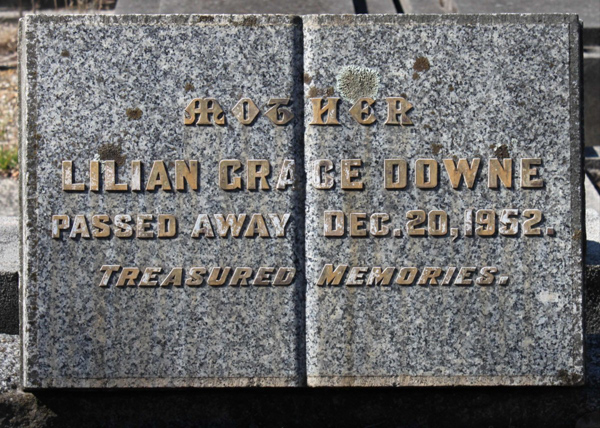 MOTHER
LILIAN GRACE DOWNE
PASSED AWAY DEC. 20, 1952.
TREASURED MEMORIES.